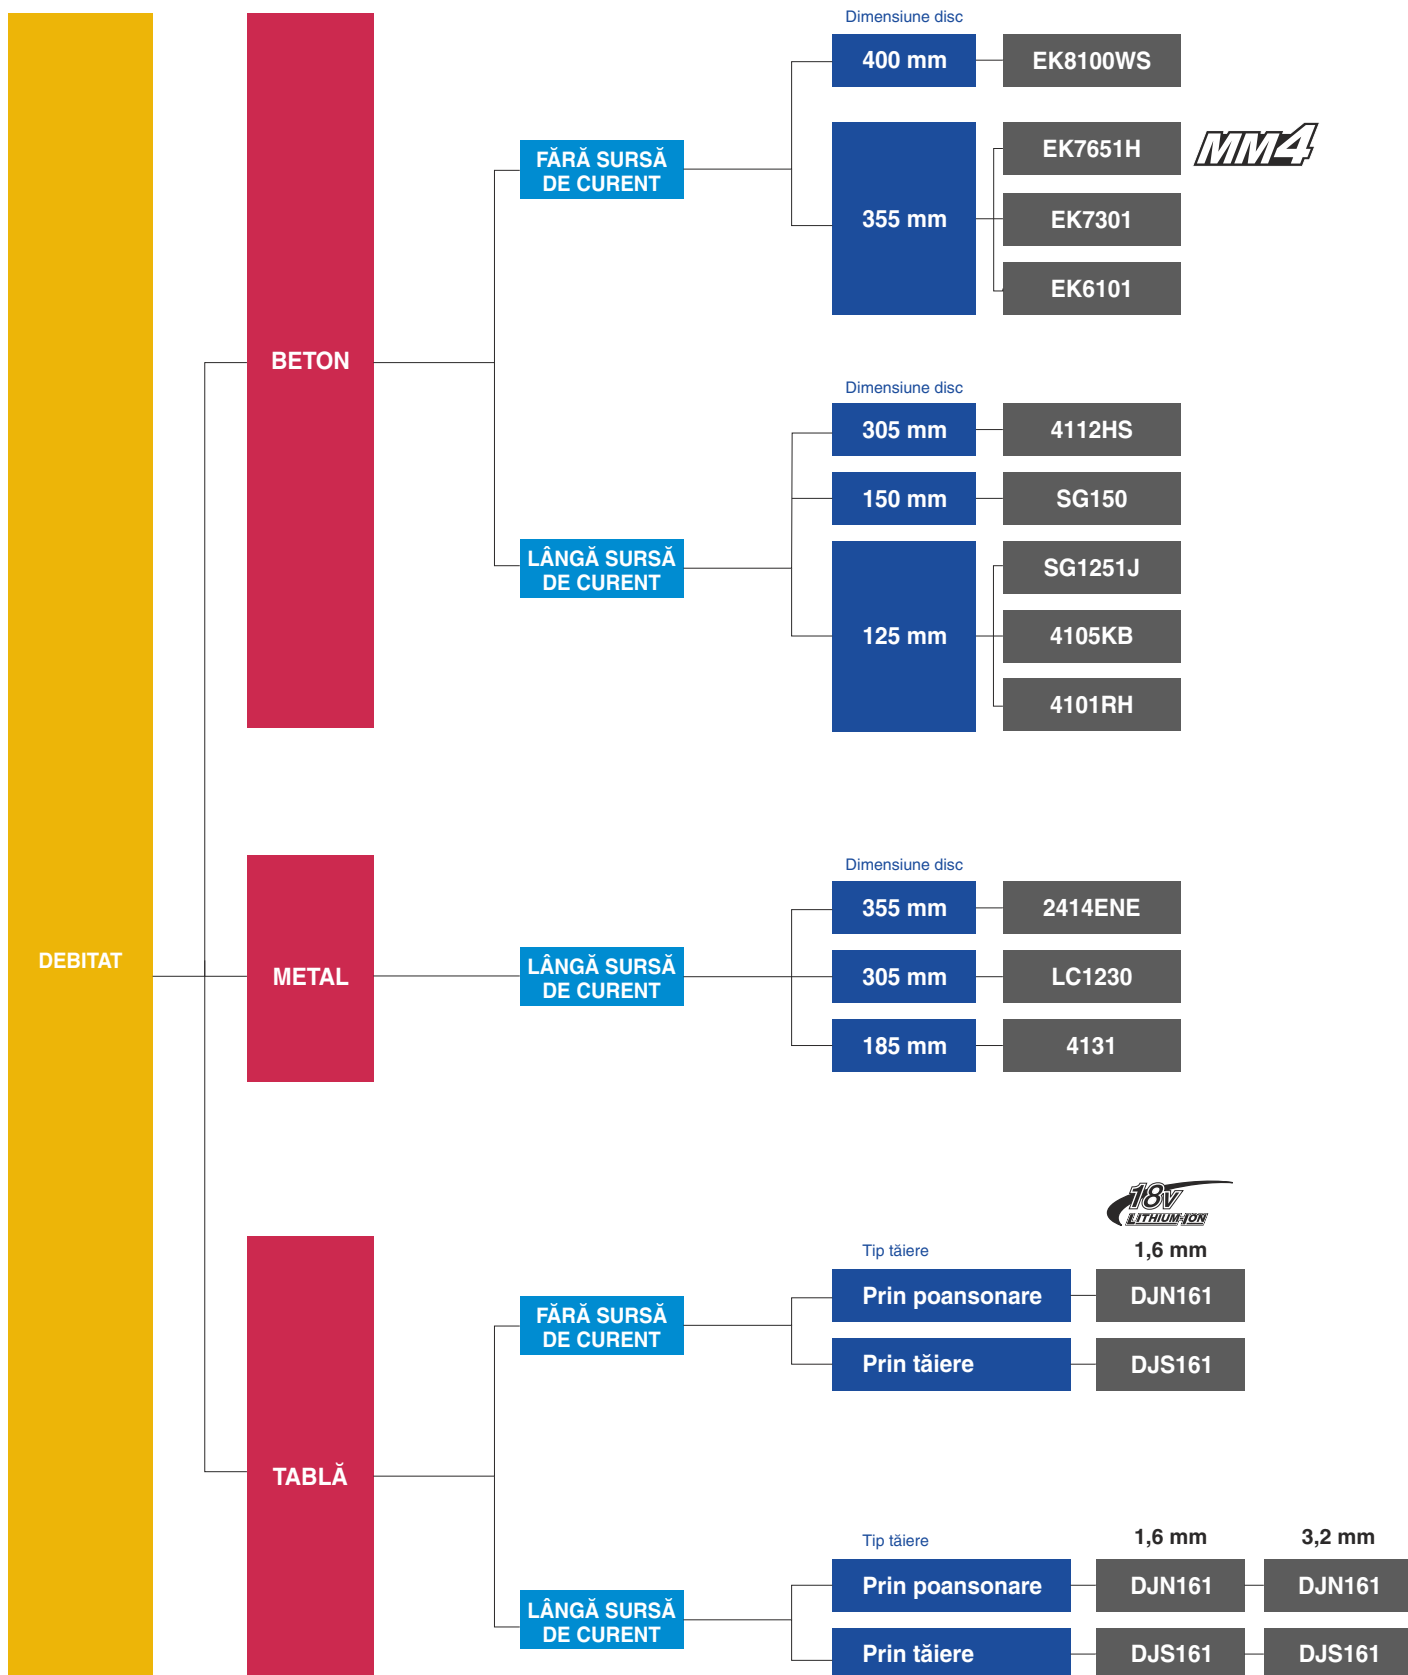 DEBITAT
BETON
FĂRĂ SURSĂ
DE CURENT
Dimensiune disc
400 mm
EK8100WS
355 mm
EK7651H
MM4
EK7301
EK6101
LÂNGĂ SURSĂ
DE CURENT
Dimensiune disc
305 mm
4112HS
150 mm
SG150
125 mm
SG1251J
4105KB
4101RH
METAL
LÂNGĂ SURSĂ
DE CURENT
Dimensiune disc
355 mm
2414ENE
305 mm
LC1230
185 mm
4131
TABLĂ
FĂRĂ SURSĂ
DE CURENT
18V
LITHIUM-ION
Tip tăiere
1,6 mm
Prin poansonare
DJN161
Prin tăiere
DJS161
LÂNGĂ SURSĂ
DE CURENT
Tip tăiere
1,6 mm
3,2 mm
Prin poansonare
DJN161
DJN161
Prin tăiere
DJS161
DJS161